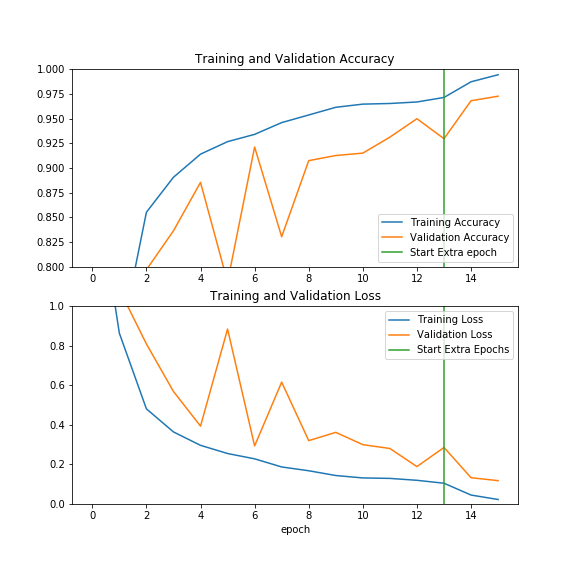 Training and Validation Accuracy
1.000
0.975
0.950
0.925
0.900
0.875
0.850
0.825
0.800
Training Accuracy
Validation Accuracy
Start Extra epoch
0 2 4 6 8 10 12 14
Training and Validation Loss
1.0
0.8
0.6
0.4
0.2
0.0
Training Loss
Validation Loss
Start Extra Epochs
0 2 4 6 8 10 12 14
epoch